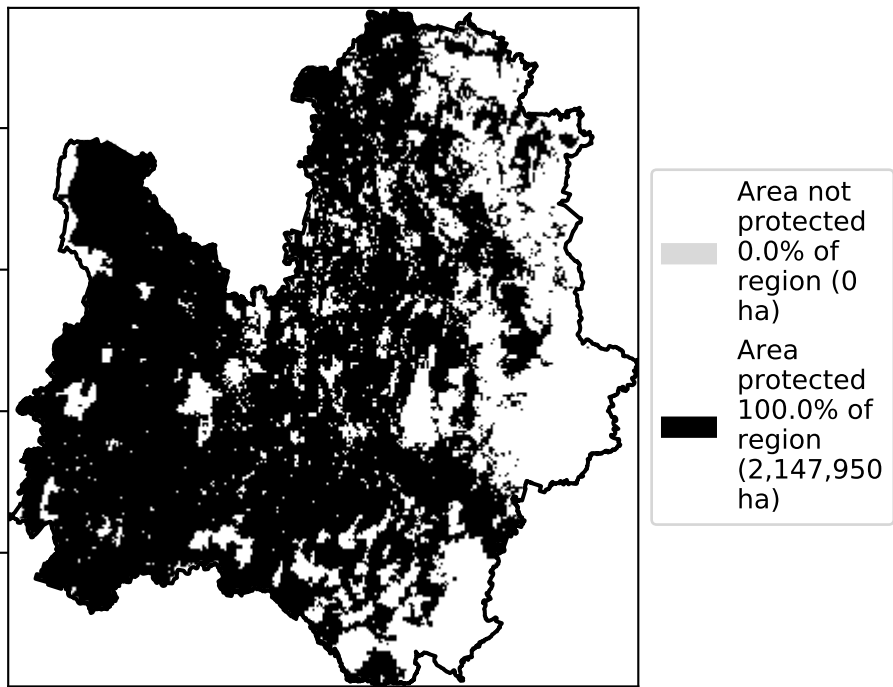 Area not
protected
0.0% of
region (0
ha)
Area
protected
100.0% of
region
(2,147,950
ha)